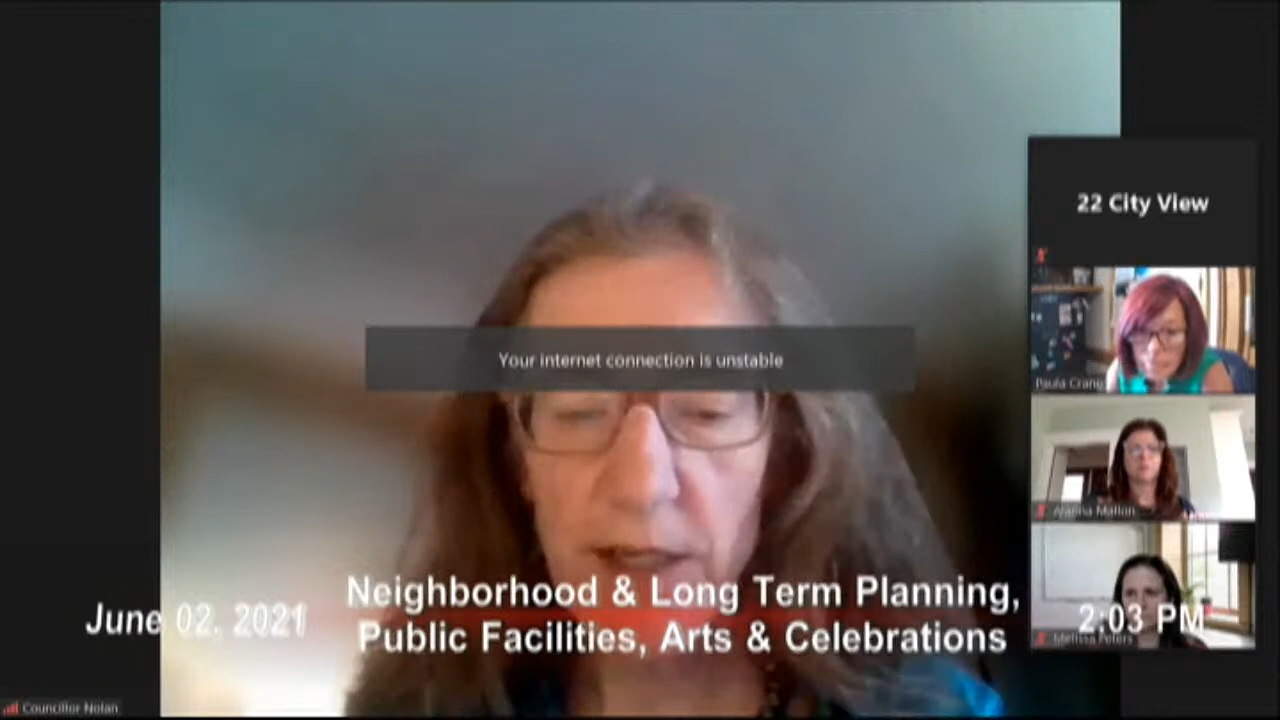 22 City View
Your internet connection is unstable
Paula Crane
Alanna Mallon
Neighborhood & Long Term Planning,
June 02, 2021
2:03 PM
Public Facilities, Arts & Celebrations
Melissa Peters
Councillor Nolan